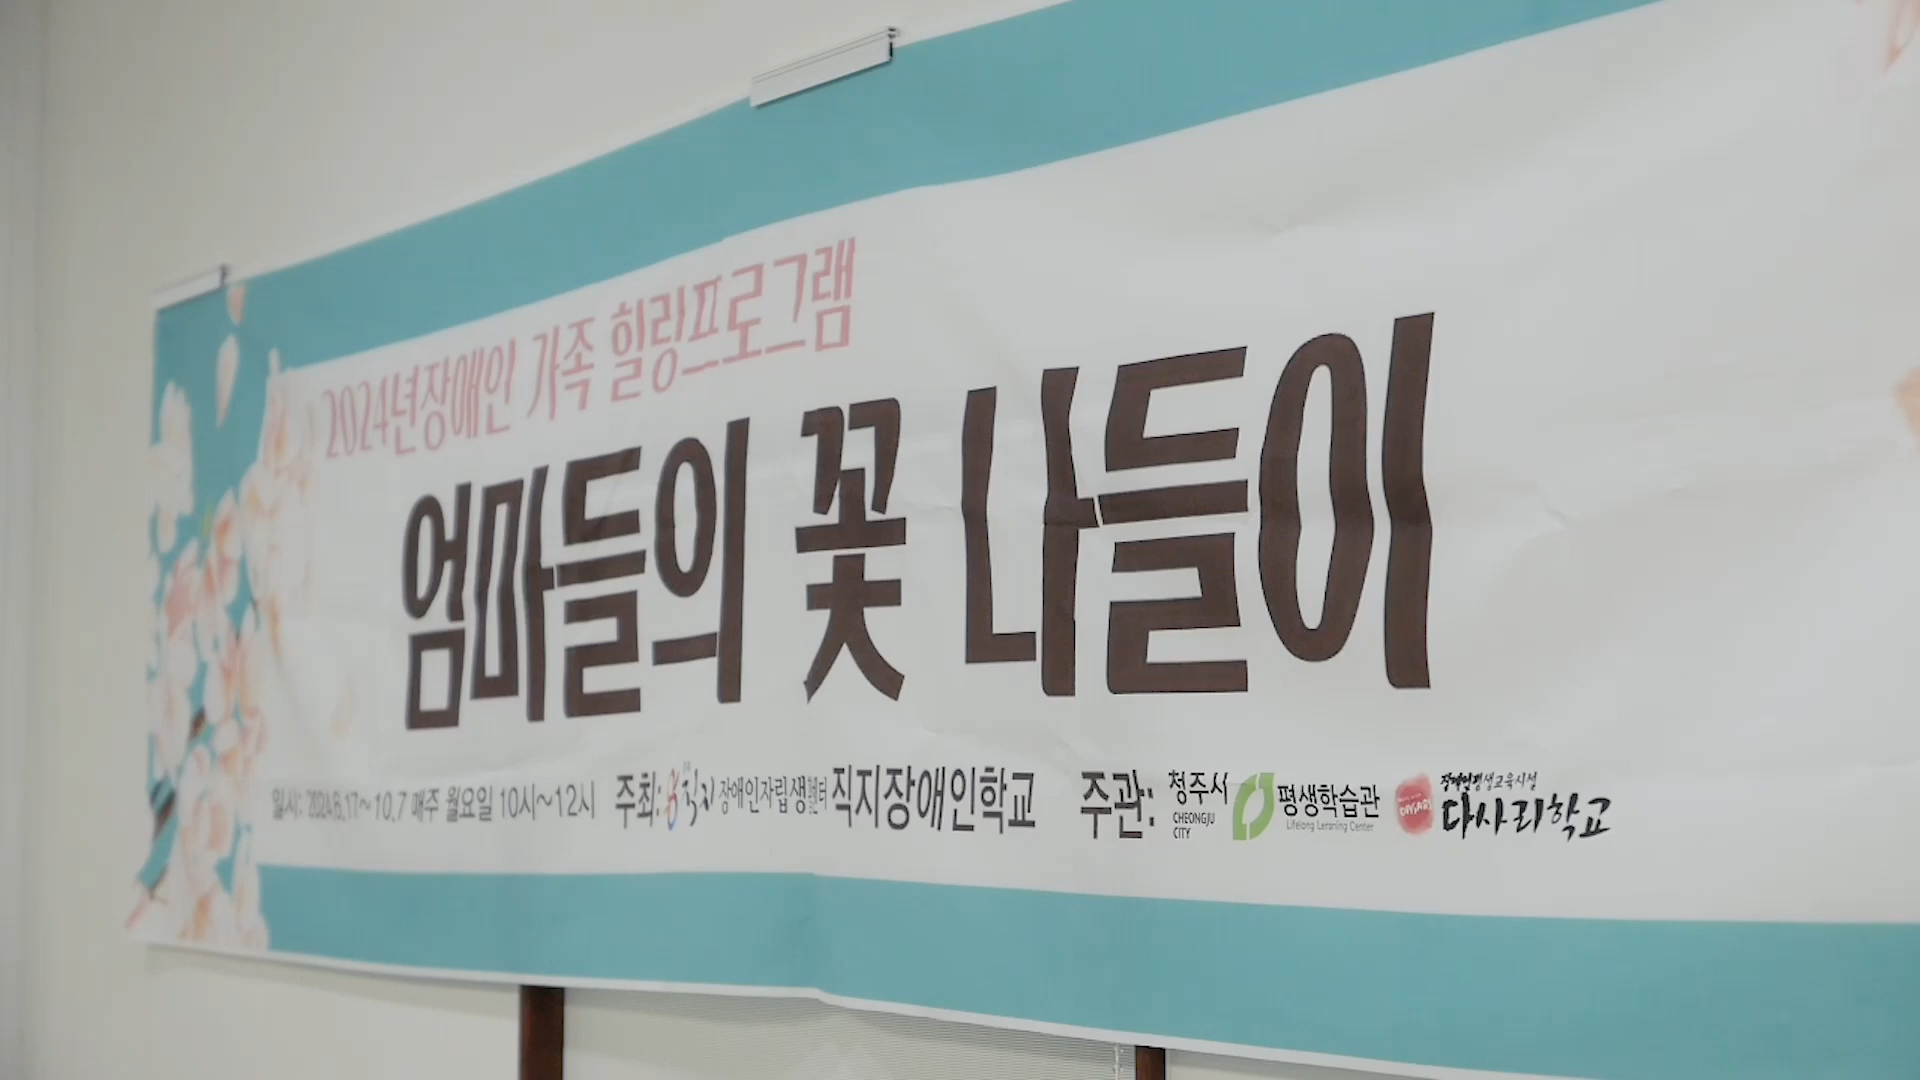 2024년장애인 가족 힐링프로그램
엄마들의 꽃 나들이
일시: 2024.6.17~10.7 매주 월요일 10시~12시 주최: 장애인자립생활센터 직지장애인학교 주관: 청주시 CHEONGJU CITY 평생학습관 Lifelong Leraning Center 장애인평생교육시설 다사리학교